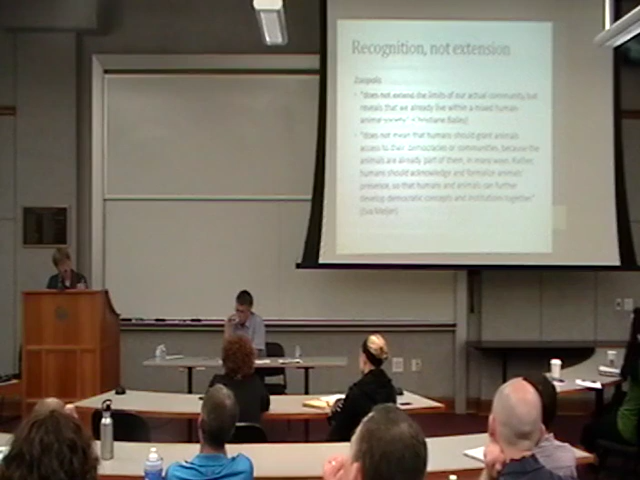 Recognition, not extension
Zoopolis
"does not extend the limits of our actual community, but
reveals that we already live within a mixed human-
animal society" (Christiane Bailey)
"does not mean that humans should grant animals
access to their democracies or communities, because the
animals are already part of them, in many ways. Rather,
humans should acknowledge and formalize animals'
presence, so that humans and animals can further
develop democratic concepts and institutions together"
(Eva Meijer)